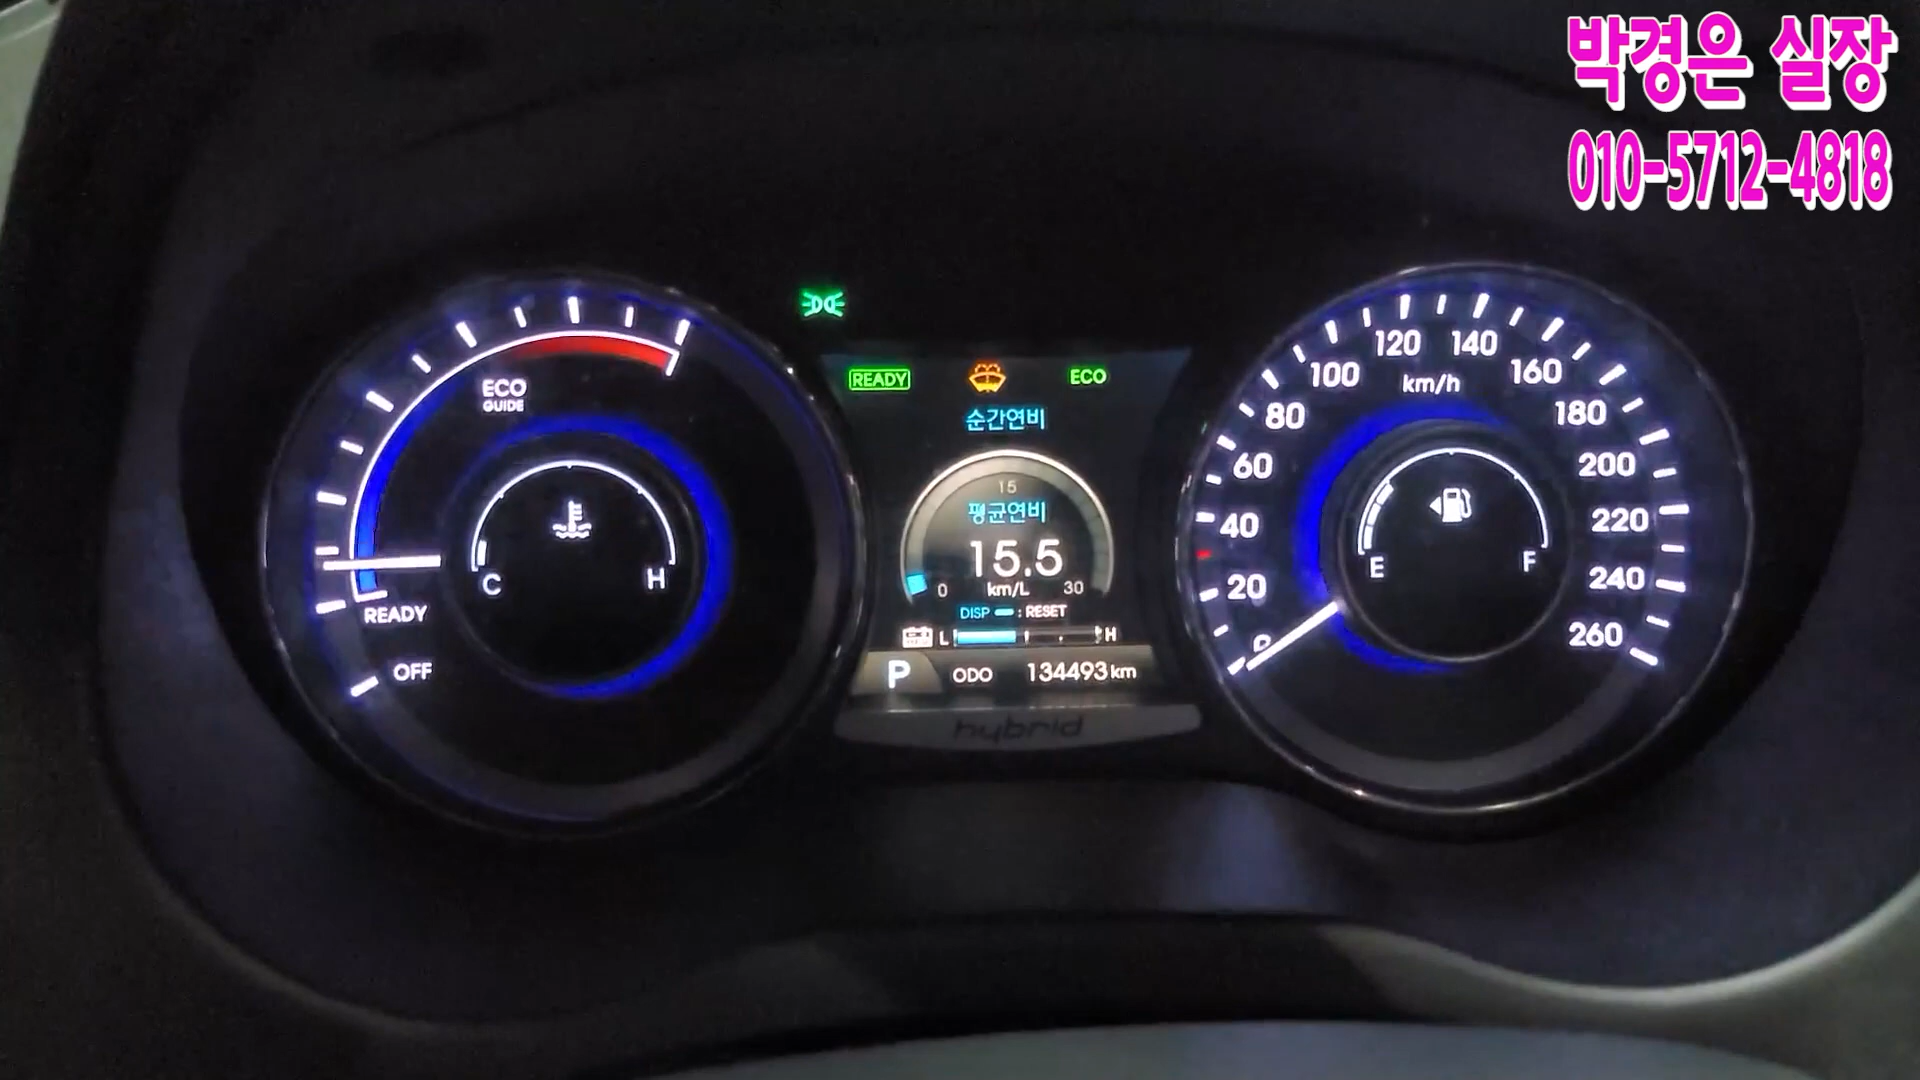 박경은 실장
010-5712-4818
READY
ECO
순간연비
15
평균연비
15.5
0
km/L
30
DISP : RESET
L
H
P
ODO 134493km
hybrid
ECO
GUIDE
C
H
READY
OFF
20
40
60
80
100
120
140
160
180
200
220
240
260
km/h
E
F